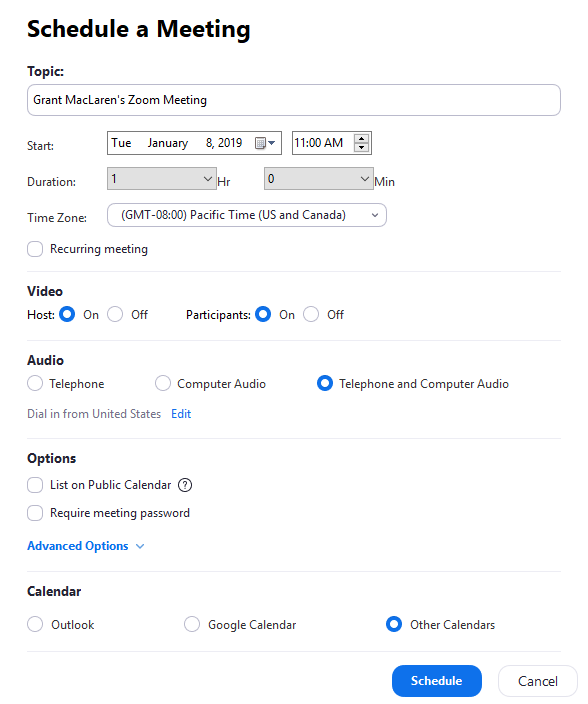 Schedule a Meeting
Topic:
Grant MacLaren's Zoom Meeting
Start: Tue January 8, 2019 11:00 AM
Duration: 1 Hr 0 Min
Time Zone: (GMT-08:00) Pacific Time (US and Canada)
Recurring meeting
Video
Host: On Off Participants: On Off
Audio
Telephone Computer Audio Telephone and Computer Audio
Dial in from United States Edit
Options
List on Public Calendar ?
Require meeting password
Advanced Options
Calendar
Outlook Google Calendar Other Calendars
Schedule Cancel